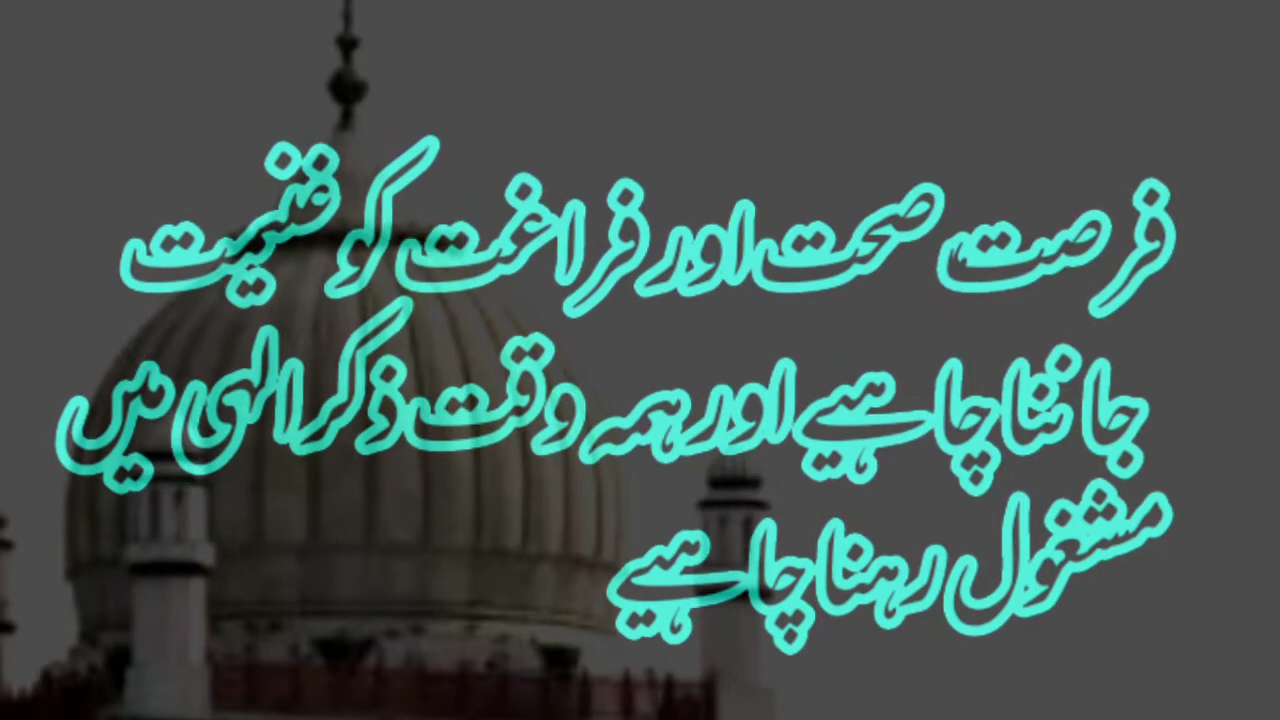 فرصت صحت اور فراغت کو غنیمت
جاننا چاہیے اور ہمہ وقت ذکر الہی میں
مشغول رہنا چاہیے